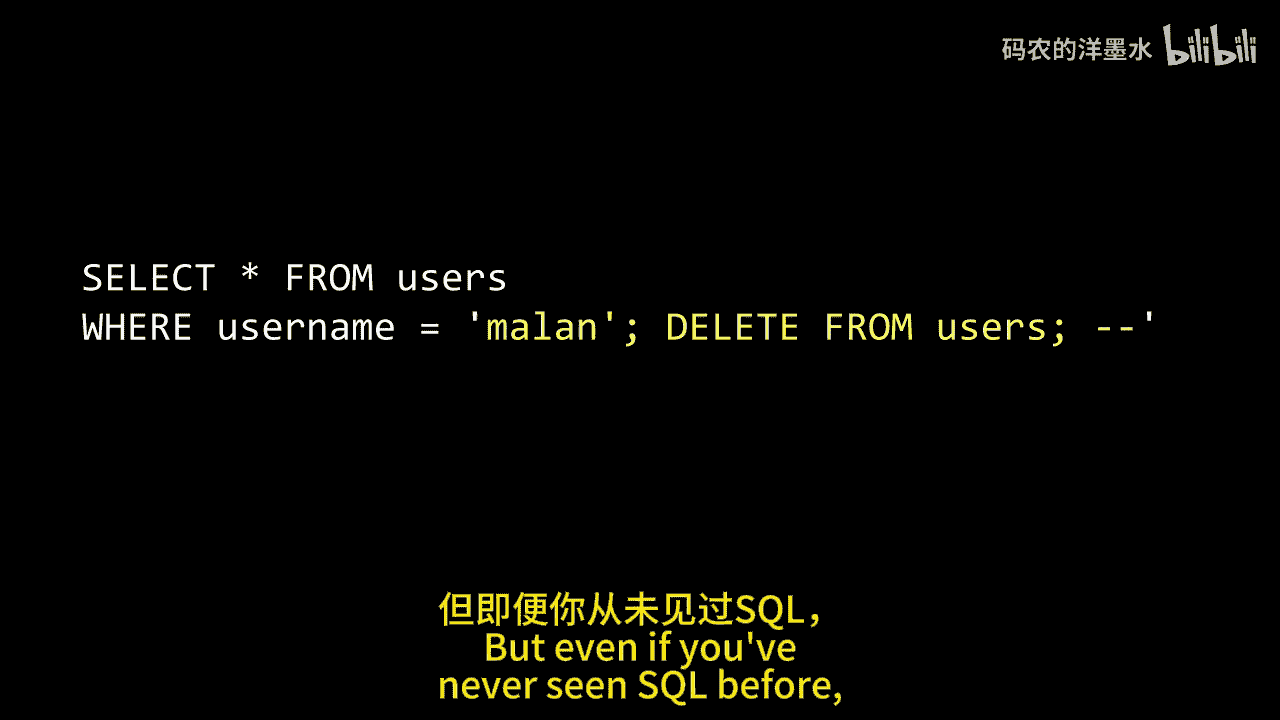 码农的洋墨水 bilibili
SELECT * FROM users
WHERE username = 'malan'; DELETE FROM users; --'
但即便你从未见过SQL，
But even if you've
never seen SQL before,